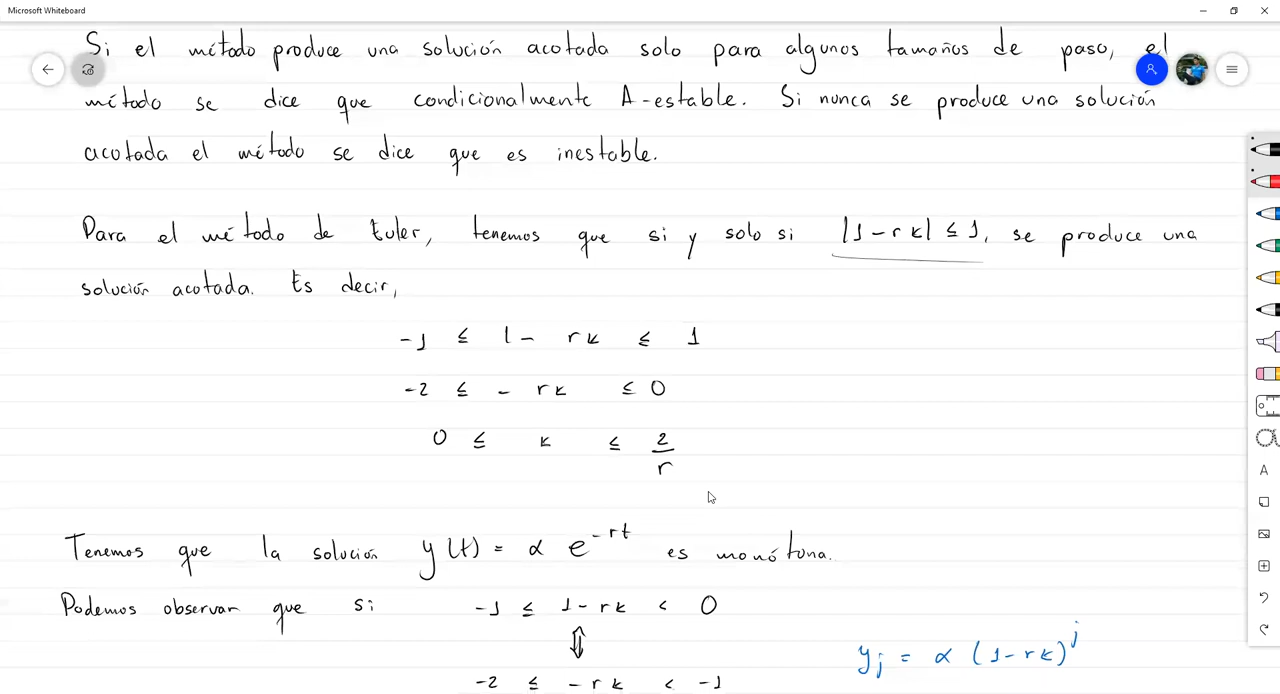 Microsoft Whiteboard
Si el método produce una solución acotada solo para algunos tamaños de paso, el
método se dice que condicionalmente A-estable. Si nunca se produce una solución
acotada el método se dice que es inestable.
Para el método de Euler, tenemos que si y solo si |1 - rk| ≤ 1, se produce una
solución acotada. Es decir,
-1 ≤ 1 - rk ≤ 1
-2 ≤ - rk ≤ 0
0 ≤ k ≤ 2/r
Tenemos que la solución y(t) = α e^{-rt} es monótona.
Podemos observar que si -1 ≤ 1 - rk < 0
⇕
y_j = α (1 - rk)^j
-2 ≤ - rk < -1
A